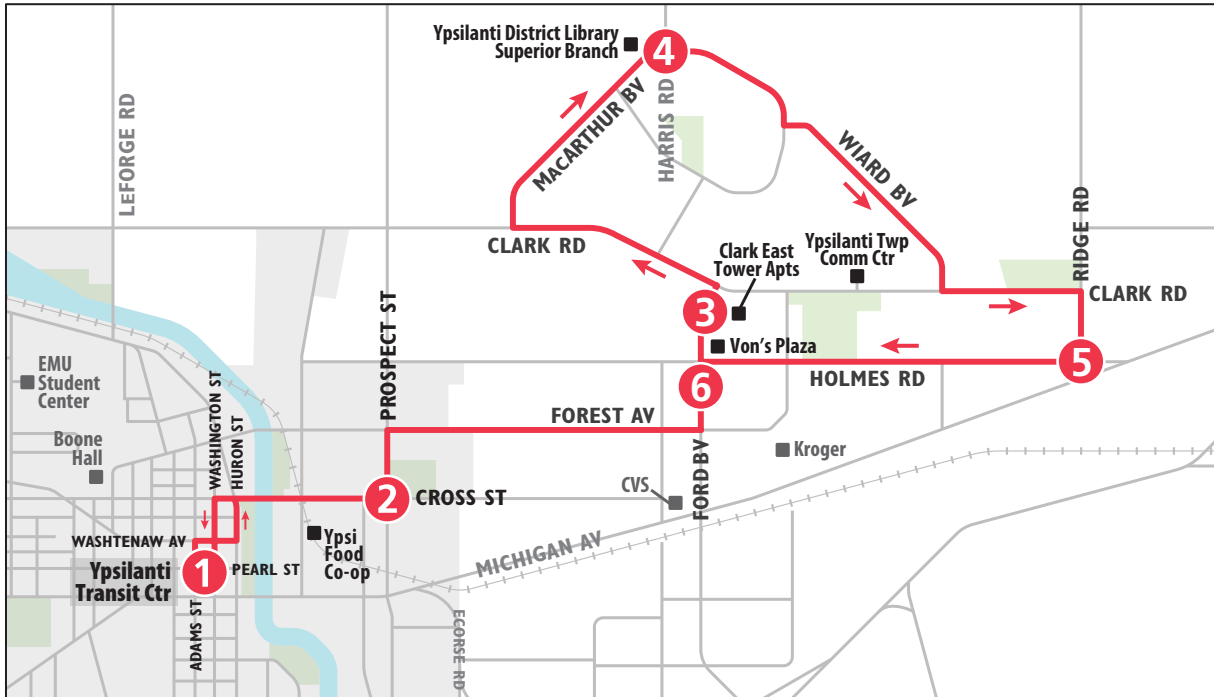 Ypsilanti District Library
Superior Branch
4
LEFORGE RD
MACARTHUR BV
HARRIS RD
WIARD BV
RIDGE RD
CLARK RD
Clark East
Tower Apts
Ypsilanti Twp
Comm Ctr
CLARK RD
3
Von's Plaza
5
HOLMES RD
6
EMU
Student
Center
WASHINGTON ST
HURON ST
PROSPECT ST
FOREST AV
Boone
Hall
Kroger
FORD BV
CVS
2
CROSS ST
WASHTENAW AV
Ypsi
Food
Co-op
MICHIGAN AV
Ypsilanti
Transit Ctr
1
PEARL ST
ADAMS ST
ECORSE RD